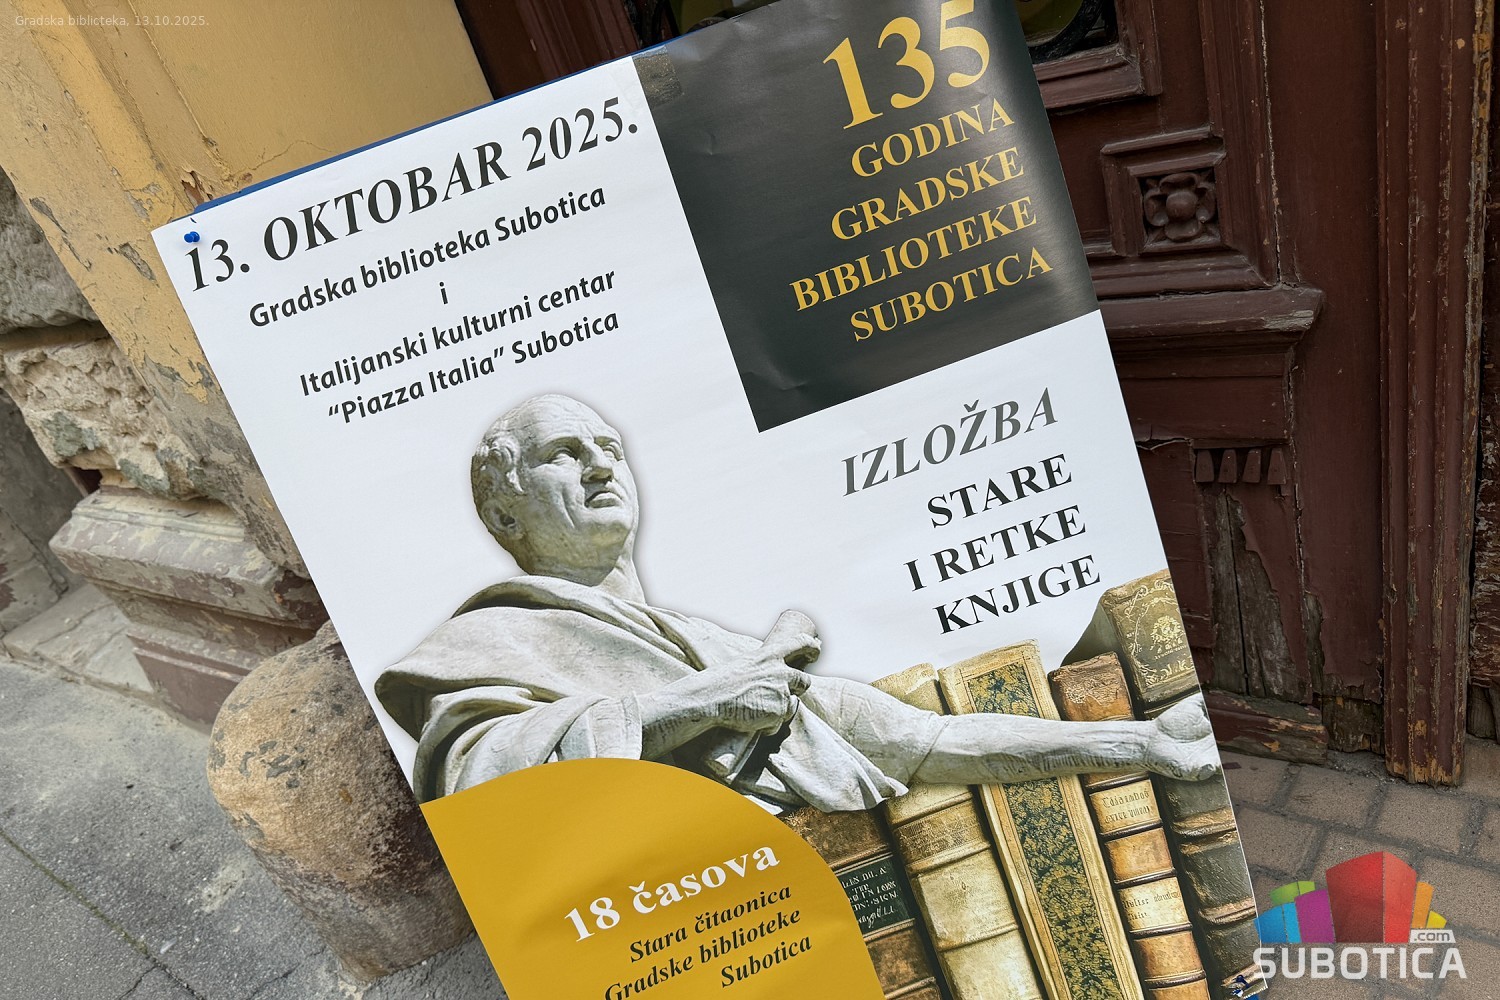 Gradska biblicteka, 13.10.2025.
13. OKTOBAR 2025.
Gradska biblioteka Subotica
i
Italijanski kulturni centar
“Piazza Italia” Subotica
135
GODINA
GRADSKE
BIBLIOTEKE
SUBOTICA
IZLOŽBA
STARE
I RETKE
KNJIGE
18 časova
Stara čitaonica
Gradske biblioteke
Subotica
.com
SUBOTICA